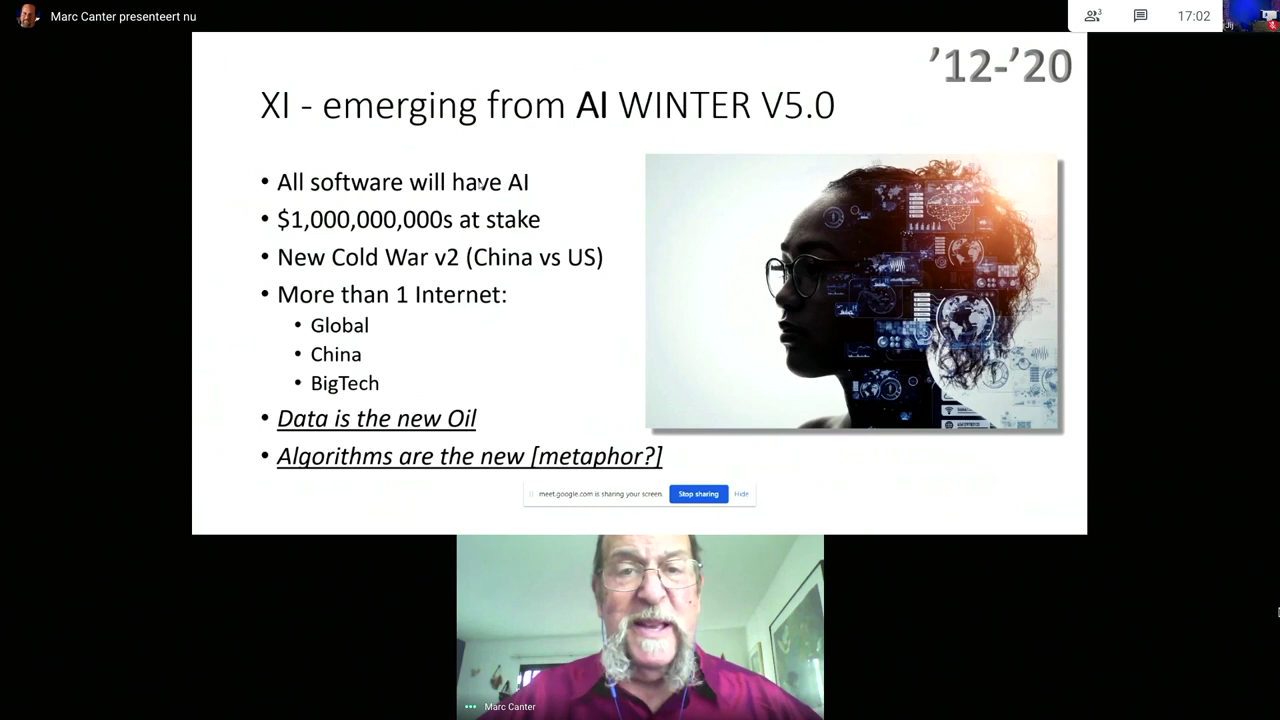 Marc Canter presenteert nu
3
17:02
Jij
'12-'20
XI - emerging from AI WINTER V5.0
• All software will have AI
• $1,000,000,000s at stake
• New Cold War v2 (China vs US)
• More than 1 Internet:
• Global
• China
• BigTech
• Data is the new Oil
• Algorithms are the new [metaphor?]
meet.google.com is sharing your screen.
Stop sharing
Hide
Marc Canter